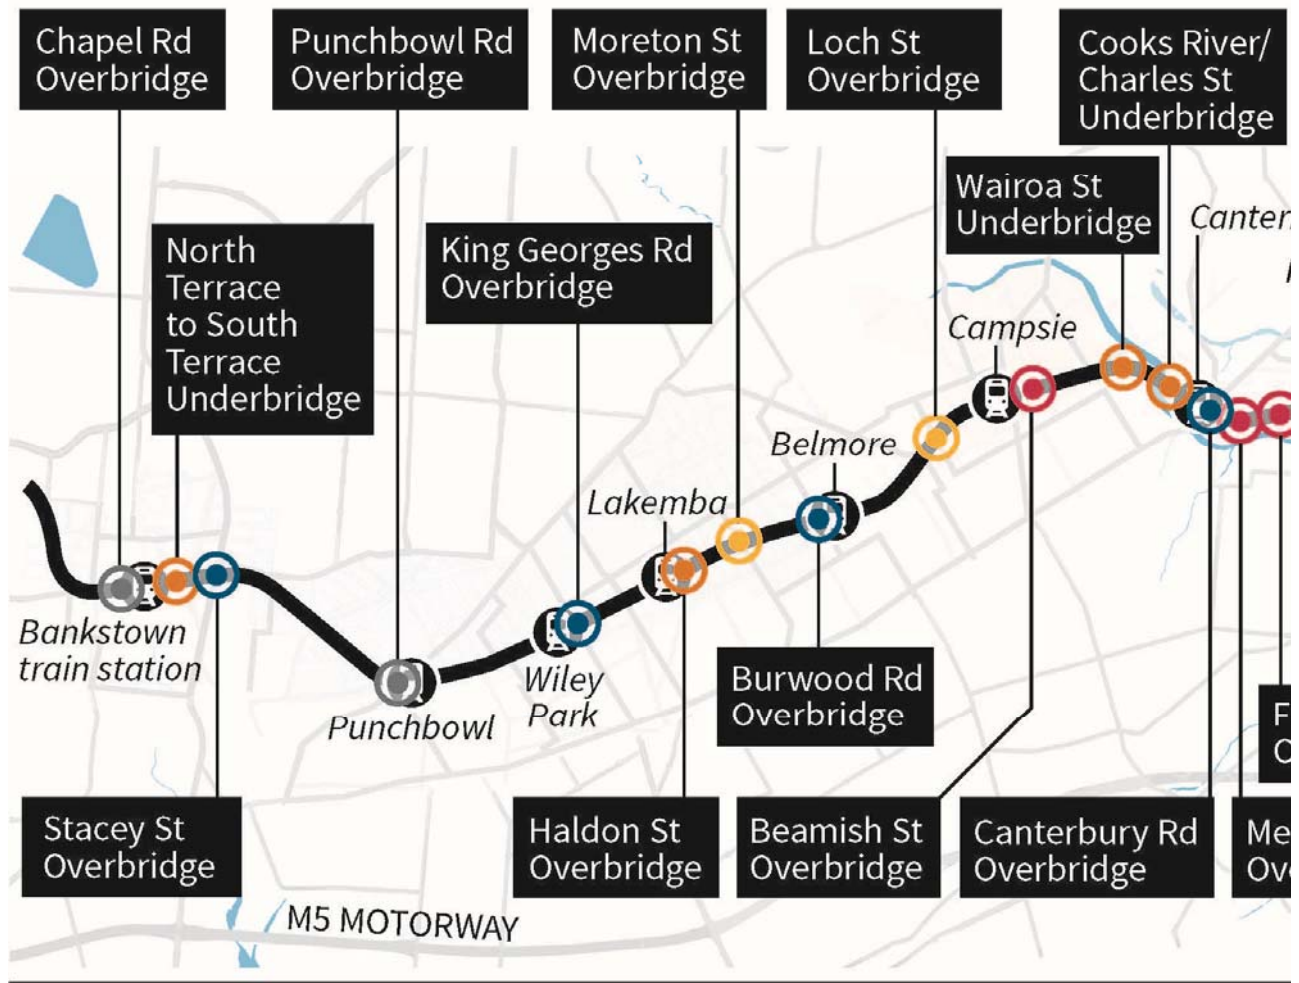 Chapel Rd
Overbridge
Punchbowl Rd
Overbridge
Moreton St
Overbridge
Loch St
Overbridge
Cooks River/
Charles St
Underbridge
Wairoa St
Underbridge
North
Terrace
to South
Terrace
Underbridge
King Georges Rd
Overbridge
Campsie
Belmore
Lakemba
Bankstown
train station
Punchbowl
Wiley
Park
Burwood Rd
Overbridge
Stacey St
Overbridge
Haldon St
Overbridge
Beamish St
Overbridge
Canterbury Rd
Overbridge
M5 MOTORWAY